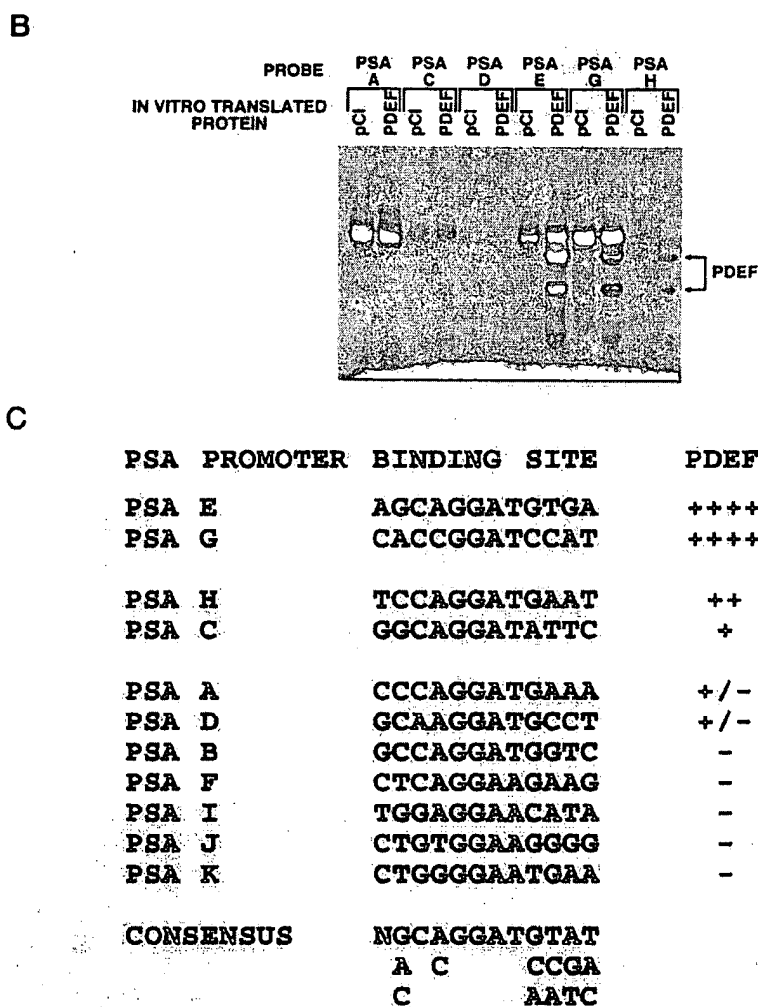 B
PROBE PSA A PSA C PSA D PSA E PSA G PSA H
IN VITRO TRANSLATED PROTEIN pCI PDEF pCI PDEF pCI PDEF pCI PDEF pCI PDEF pCI PDEF
PDEF
C
PSA PROMOTER BINDING SITE PDEF
PSA E AGCAGGATGTGA ++++
PSA G CACCGGATCCAT ++++
PSA H TCCAGGATGAAT ++
PSA C GGCAGGATATTC +
PSA A CCCAGGATGAAA +/-
PSA D GCAAGGATGCCT +/-
PSA B GCCAGGATGGTC -
PSA F CTCAGGAAGAAG -
PSA I TGGAGGAACATA -
PSA J CTGTGGAAGGGG -
PSA K CTGGGGAATGAA -
CONSENSUS NGCAGGATGTAT
A C CCGA
C AATC